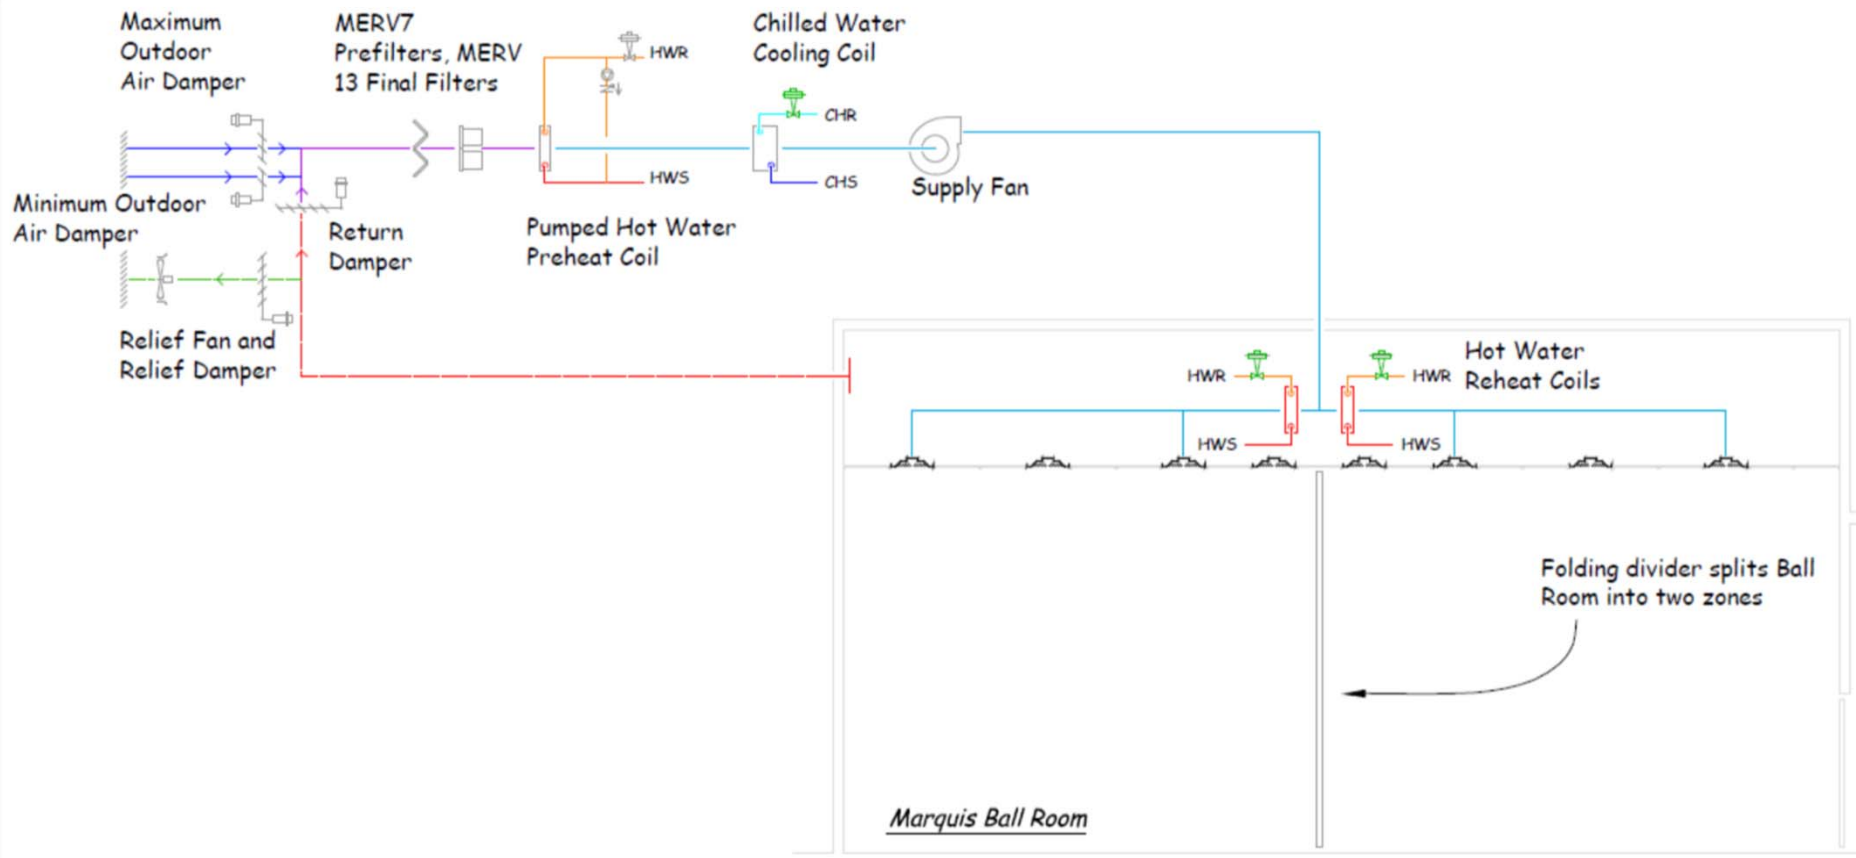 Maximum
Outdoor
Air Damper
MERV7
Prefilters, MERV
13 Final Filters
HWR
Chilled Water
Cooling Coil
CHR
HWS
CHS
Supply Fan
Minimum Outdoor
Air Damper
Return
Damper
Pumped Hot Water
Preheat Coil
Relief Fan and
Relief Damper
HWR
HWR
Hot Water
Reheat Coils
HWS
HWS
Folding divider splits Ball
Room into two zones
Marquis Ball Room